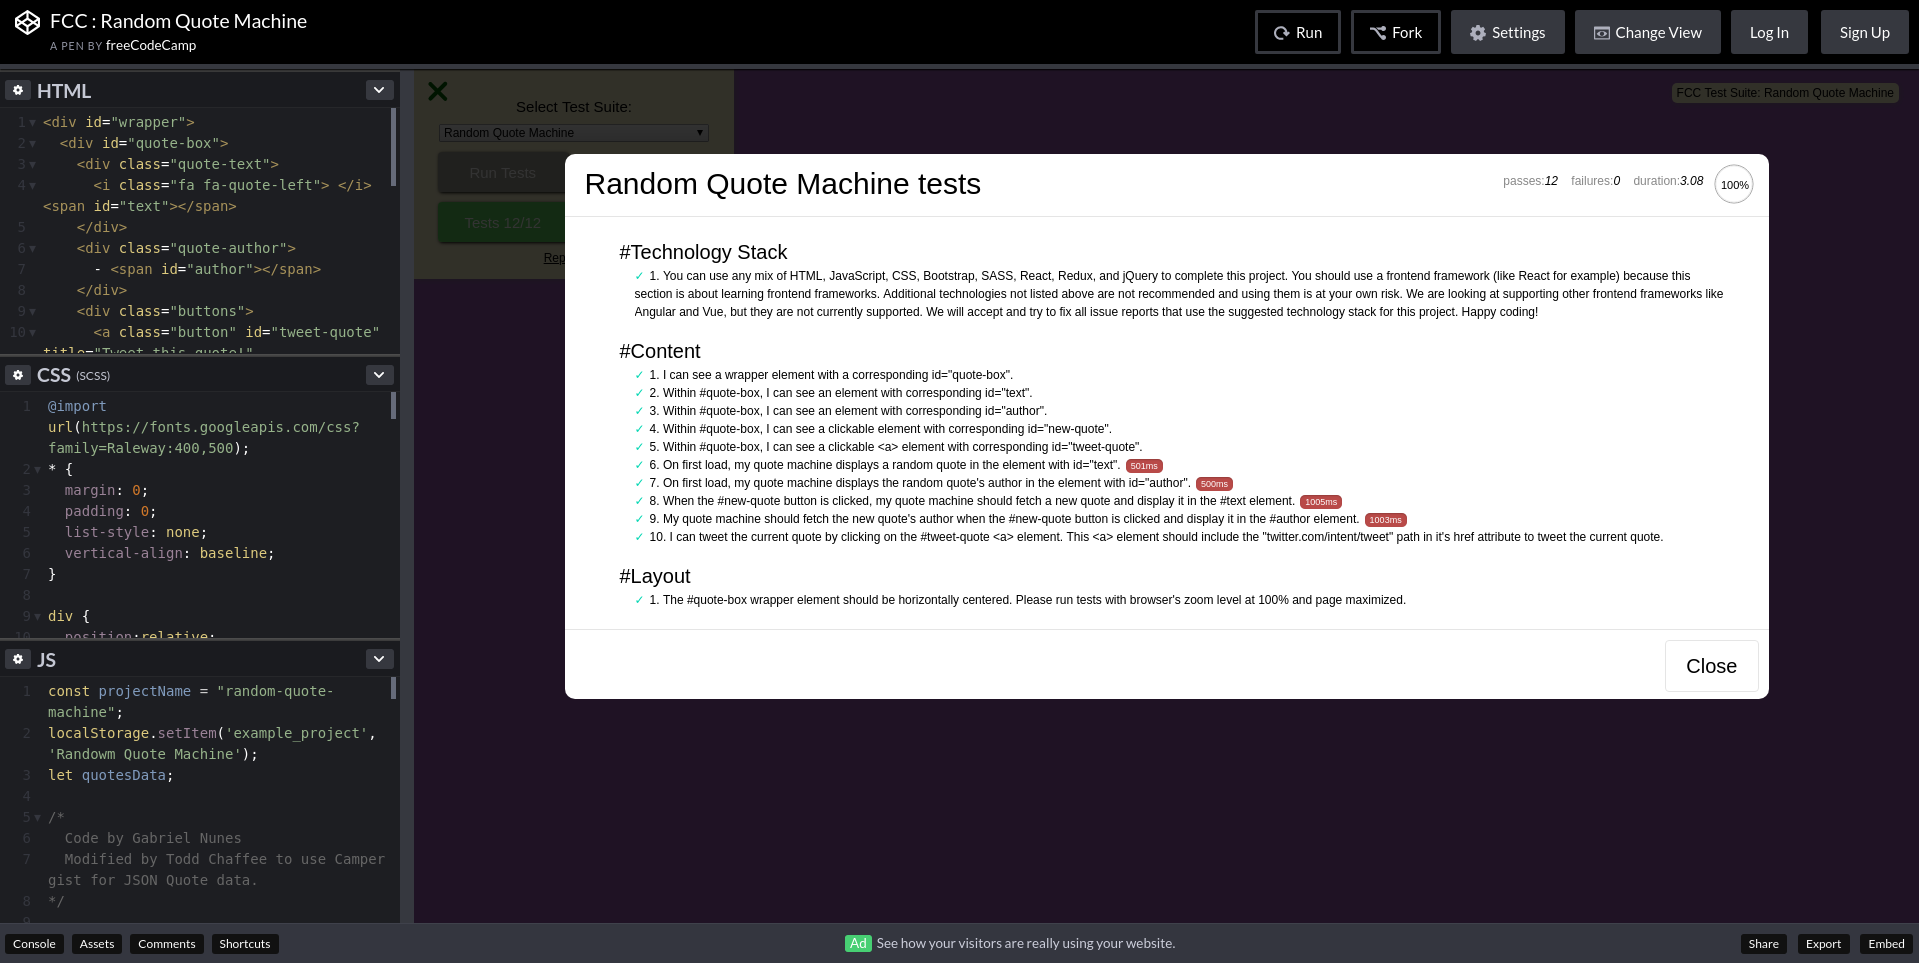 FCC : Random Quote Machine
A PEN BY freeCodeCamp
Run
Fork
Settings
Change View
Log In
Sign Up
HTML
1 <div id="wrapper">
2 <div id="quote-box">
3 <div class="quote-text">
4 <i class="fa fa-quote-left"> </i>
<span id="text"></span>
5 </div>
6 <div class="quote-author">
7 - <span id="author"></span>
8 </div>
9 <div class="buttons">
10 <a class="button" id="tweet-quote"
title="Tweet this quote!"
CSS (SCSS)
1 @import
url(https://fonts.googleapis.com/css?
family=Raleway:400,500);
2 * {
3 margin: 0;
4 padding: 0;
5 list-style: none;
6 vertical-align: baseline;
7 }
8
9 div {
10 position:relative;
JS
1 const projectName = "random-quote-
machine";
2 localStorage.setItem('example_project',
'Randowm Quote Machine');
3 let quotesData;
4
5 /*
6 Code by Gabriel Nunes
7 Modified by Todd Chaffee to use Camper
gist for JSON Quote data.
8 */
9
Select Test Suite:
Random Quote Machine
Run Tests
Tests 12/12
Rep
FCC Test Suite: Random Quote Machine
Random Quote Machine tests
passes:12 failures:0 duration:3.08 100%
#Technology Stack
✓ 1. You can use any mix of HTML, JavaScript, CSS, Bootstrap, SASS, React, Redux, and jQuery to complete this project. You should use a frontend framework (like React for example) because this
section is about learning frontend frameworks. Additional technologies not listed above are not recommended and using them is at your own risk. We are looking at supporting other frontend frameworks like
Angular and Vue, but they are not currently supported. We will accept and try to fix all issue reports that use the suggested technology stack for this project. Happy coding!
#Content
✓ 1. I can see a wrapper element with a corresponding id="quote-box".
✓ 2. Within #quote-box, I can see an element with corresponding id="text".
✓ 3. Within #quote-box, I can see an element with corresponding id="author".
✓ 4. Within #quote-box, I can see a clickable element with corresponding id="new-quote".
✓ 5. Within #quote-box, I can see a clickable <a> element with corresponding id="tweet-quote".
✓ 6. On first load, my quote machine displays a random quote in the element with id="text". 501ms
✓ 7. On first load, my quote machine displays the random quote's author in the element with id="author". 500ms
✓ 8. When the #new-quote button is clicked, my quote machine should fetch a new quote and display it in the #text element. 1005ms
✓ 9. My quote machine should fetch the new quote's author when the #new-quote button is clicked and display it in the #author element. 1003ms
✓ 10. I can tweet the current quote by clicking on the #tweet-quote <a> element. This <a> element should include the "twitter.com/intent/tweet" path in it's href attribute to tweet the current quote.
#Layout
✓ 1. The #quote-box wrapper element should be horizontally centered. Please run tests with browser's zoom level at 100% and page maximized.
Close
Console
Assets
Comments
Shortcuts
Ad See how your visitors are really using your website.
Share
Export
Embed